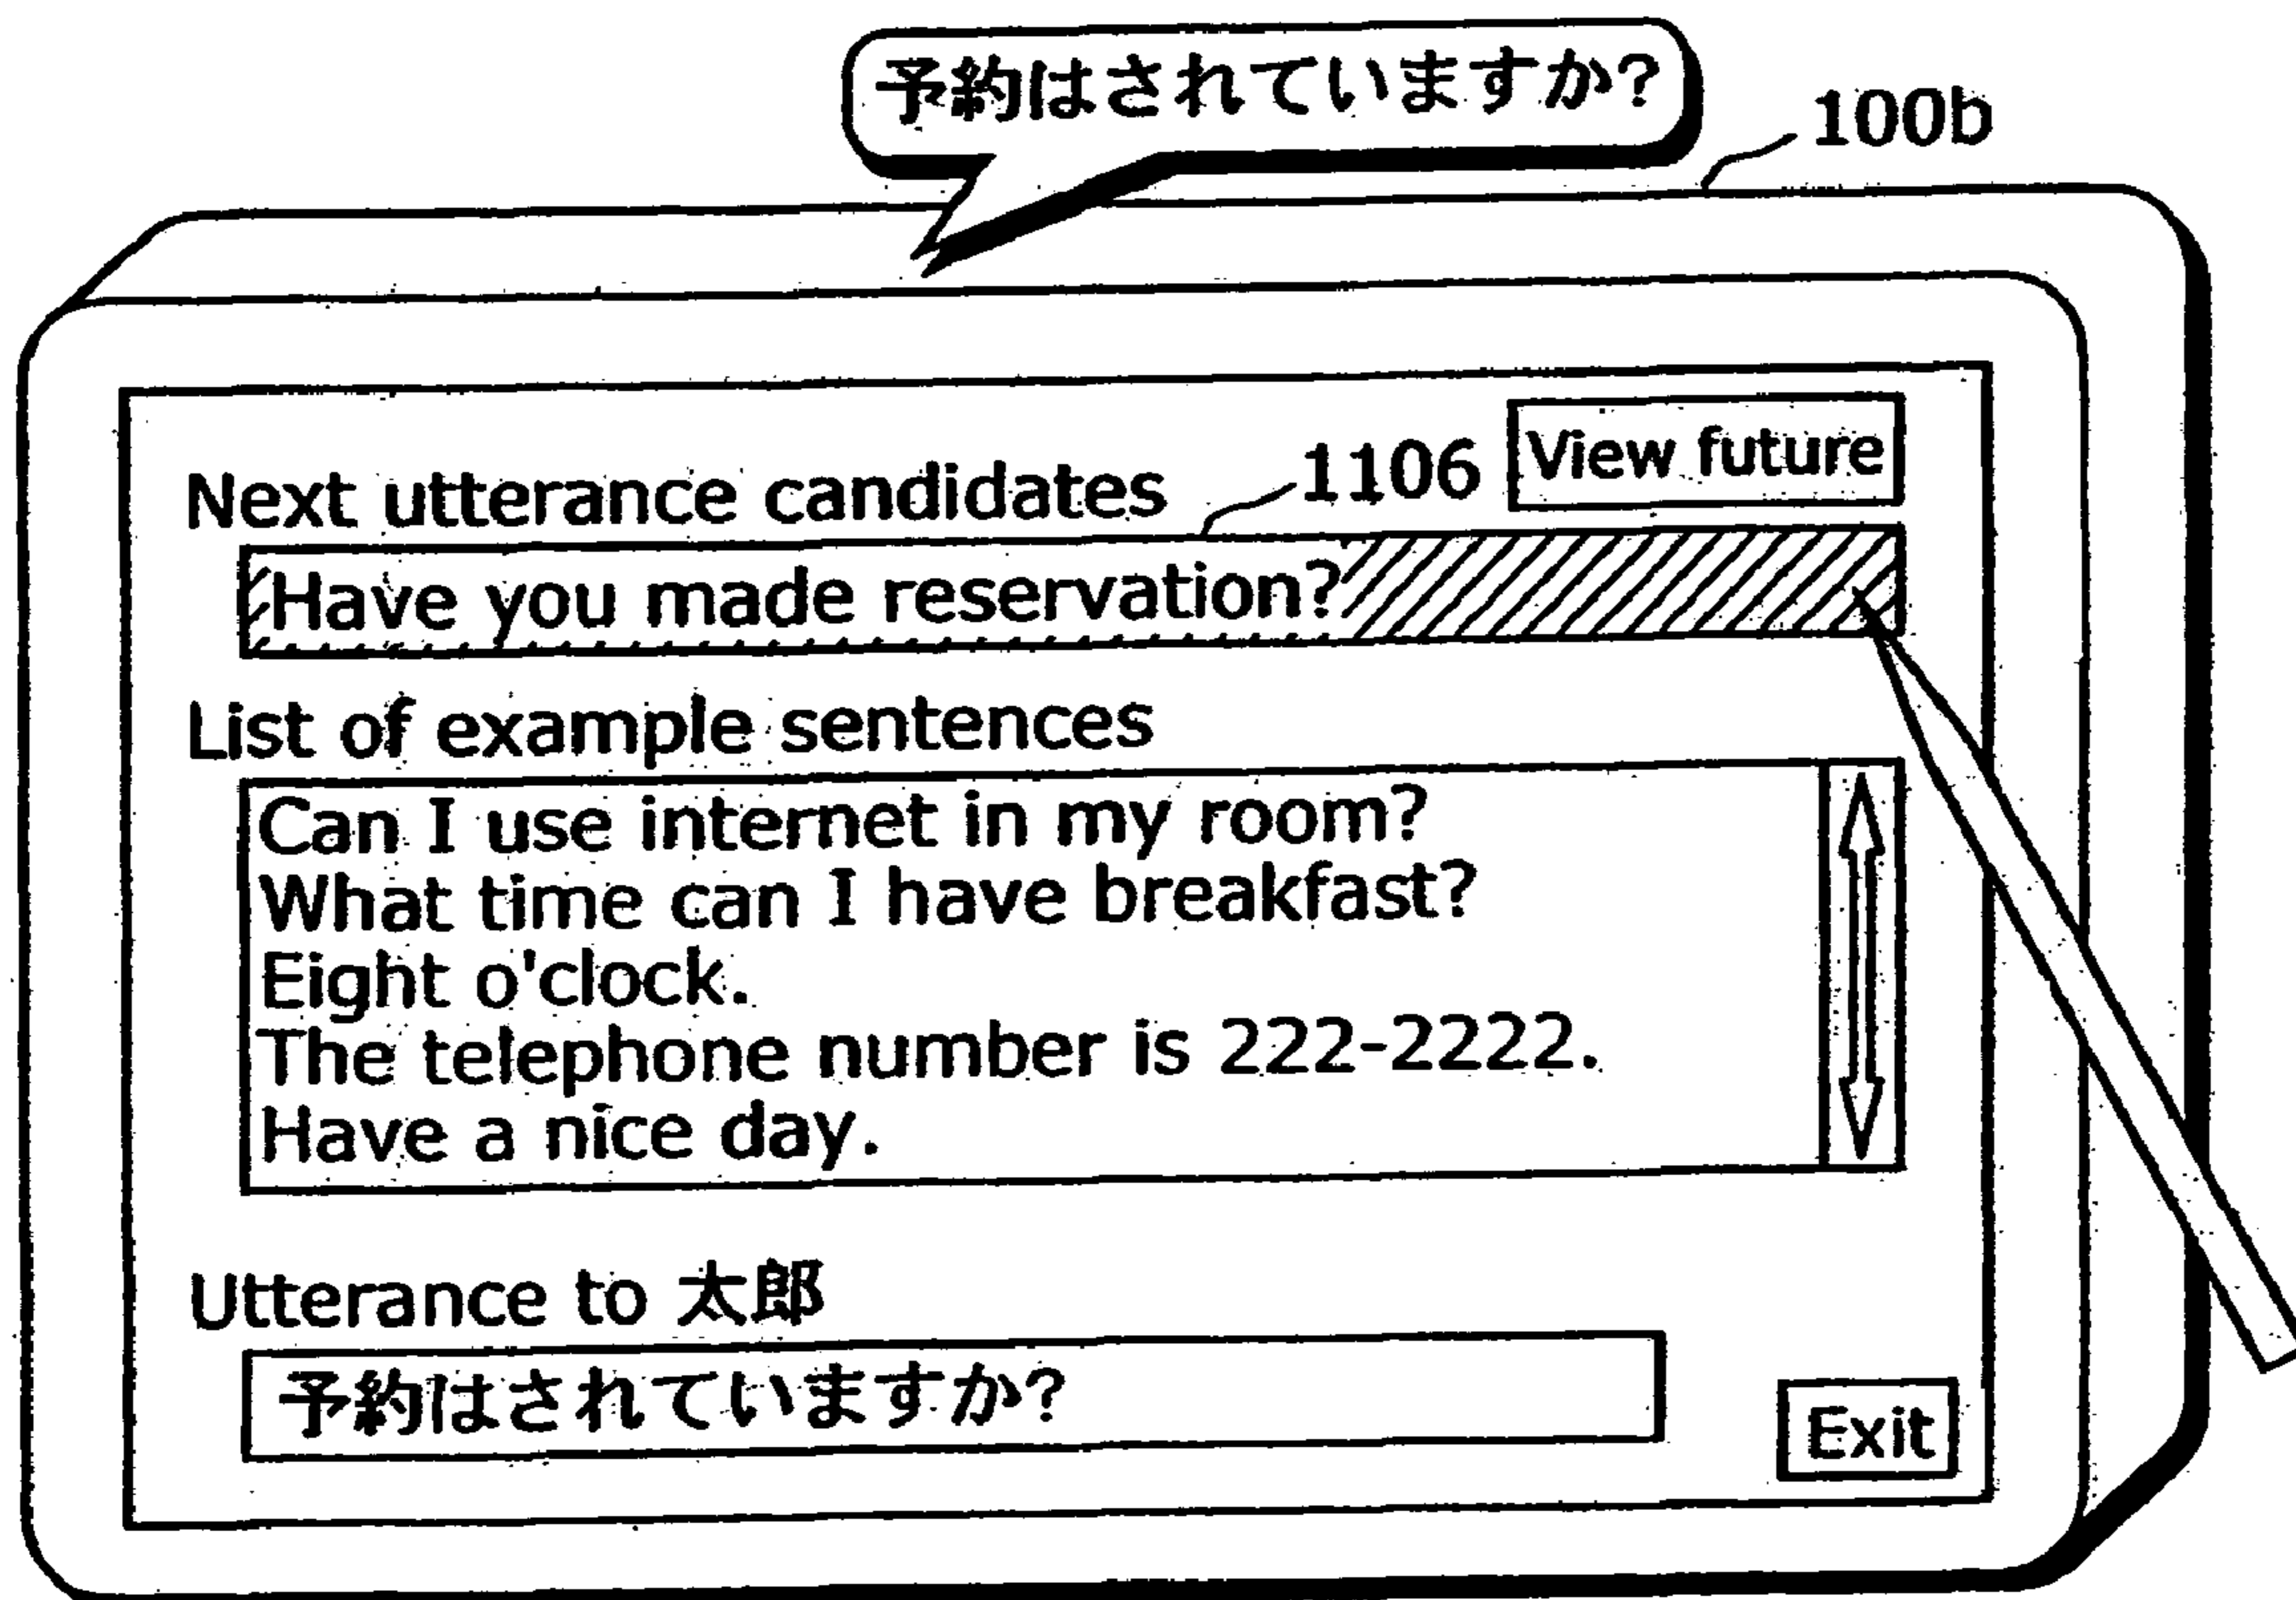 予約はされていますか?
100b
View future
Next utterance candidates
1106
Have you made reservation?
List of example sentences
Can I use internet in my room?
What time can I have breakfast?
Eight o'clock.
The telephone number is 222-2222.
Have a nice day.
Utterance to 太郎
予約はされていますか?
Exit